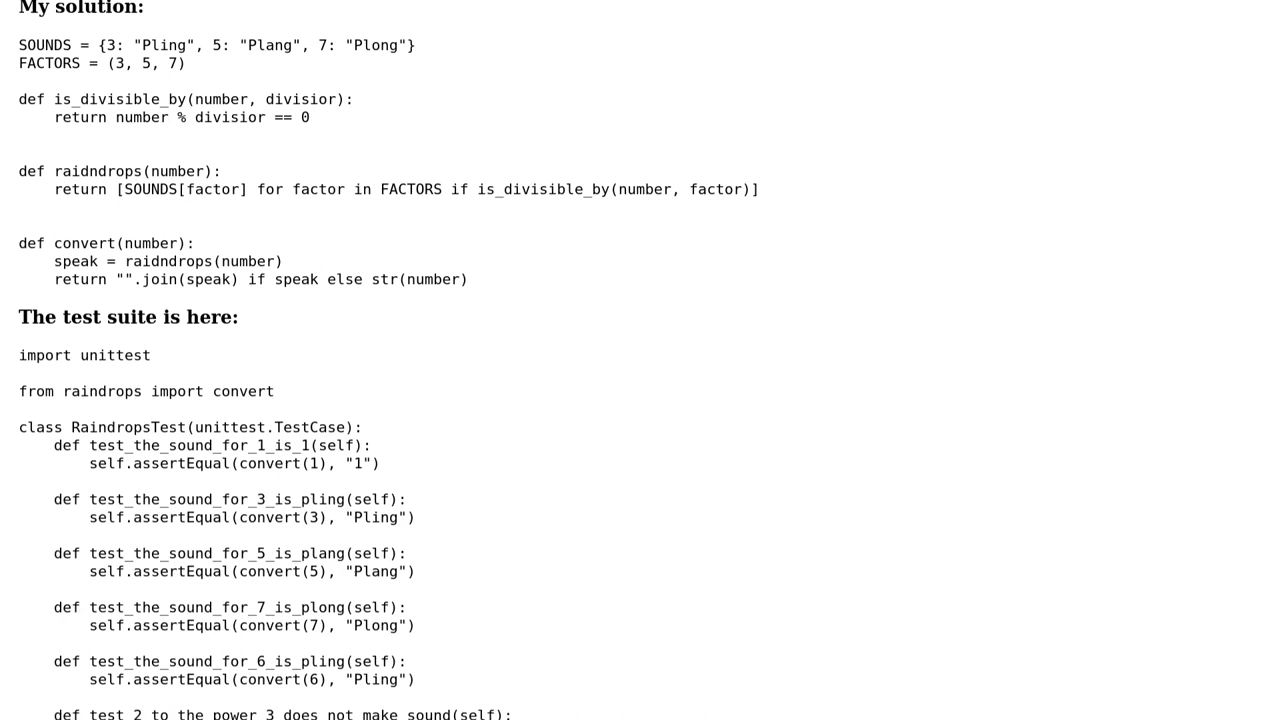 My solution:
SOUNDS = {3: "Pling", 5: "Plang", 7: "Plong"}
FACTORS = (3, 5, 7)
def is_divisible_by(number, divisior):
    return number % divisior == 0
def raidndrops(number):
    return [SOUNDS[factor] for factor in FACTORS if is_divisible_by(number, factor)]
def convert(number):
    speak = raidndrops(number)
    return "".join(speak) if speak else str(number)
The test suite is here:
import unittest
from raindrops import convert
class RaindropsTest(unittest.TestCase):
    def test_the_sound_for_1_is_1(self):
        self.assertEqual(convert(1), "1")
    def test_the_sound_for_3_is_pling(self):
        self.assertEqual(convert(3), "Pling")
    def test_the_sound_for_5_is_plang(self):
        self.assertEqual(convert(5), "Plang")
    def test_the_sound_for_7_is_plong(self):
        self.assertEqual(convert(7), "Plong")
    def test_the_sound_for_6_is_pling(self):
        self.assertEqual(convert(6), "Pling")
    def test_2_to_the_power_3_does_not_make_sound(self):